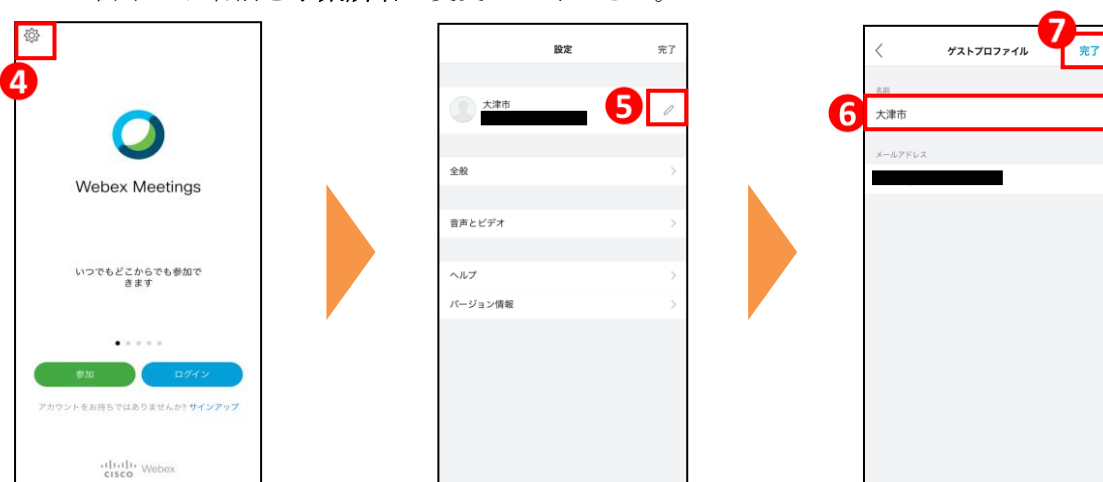 4
Webex Meetings
いつでもどこからでも参加で
きます
参加
ログイン
アカウントをお持ちではありませんか? サインアップ
CISCO Webex
設定
完了
大津市
5
全般
音声とビデオ
ヘルプ
バージョン情報
7
ゲストプロファイル
完了
名前
6
大津市
メールアドレス